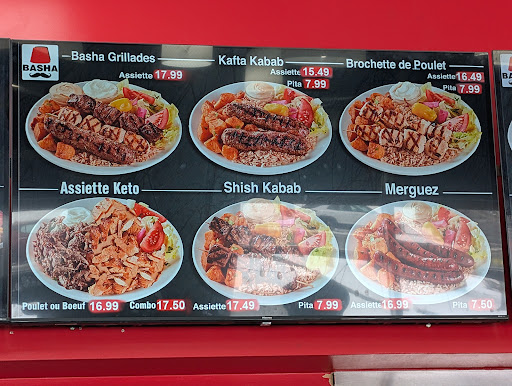 BASHA
Basha Grillades
Assiette 17.99
Kafta Kabab
Assiette 15.49
Pita 7.99
Brochette de Poulet
Assiette 16.49
Pita 7.99
Assiette Keto
Poulet ou Boeuf 16.99 Combo 17.50
Shish Kabab
Assiette 17.49 Pita 7.99
Merguez
Assiette 16.99 Pita 7.50